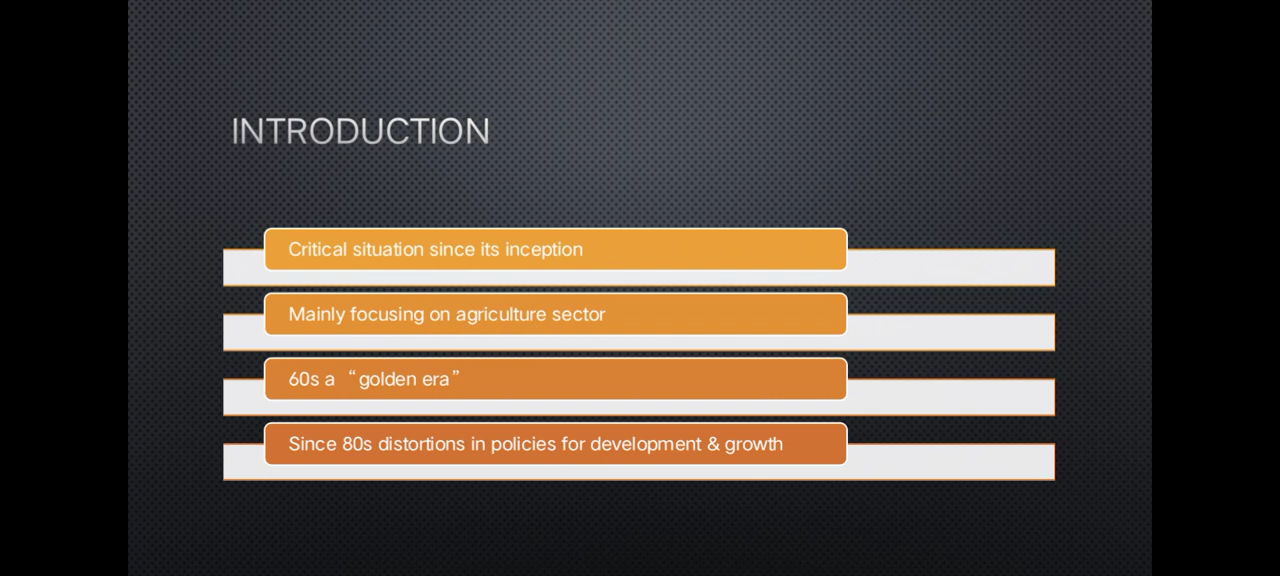 INTRODUCTION
Critical situation since its inception
Mainly focusing on agriculture sector
60s a “golden era”
Since 80s distortions in policies for development & growth